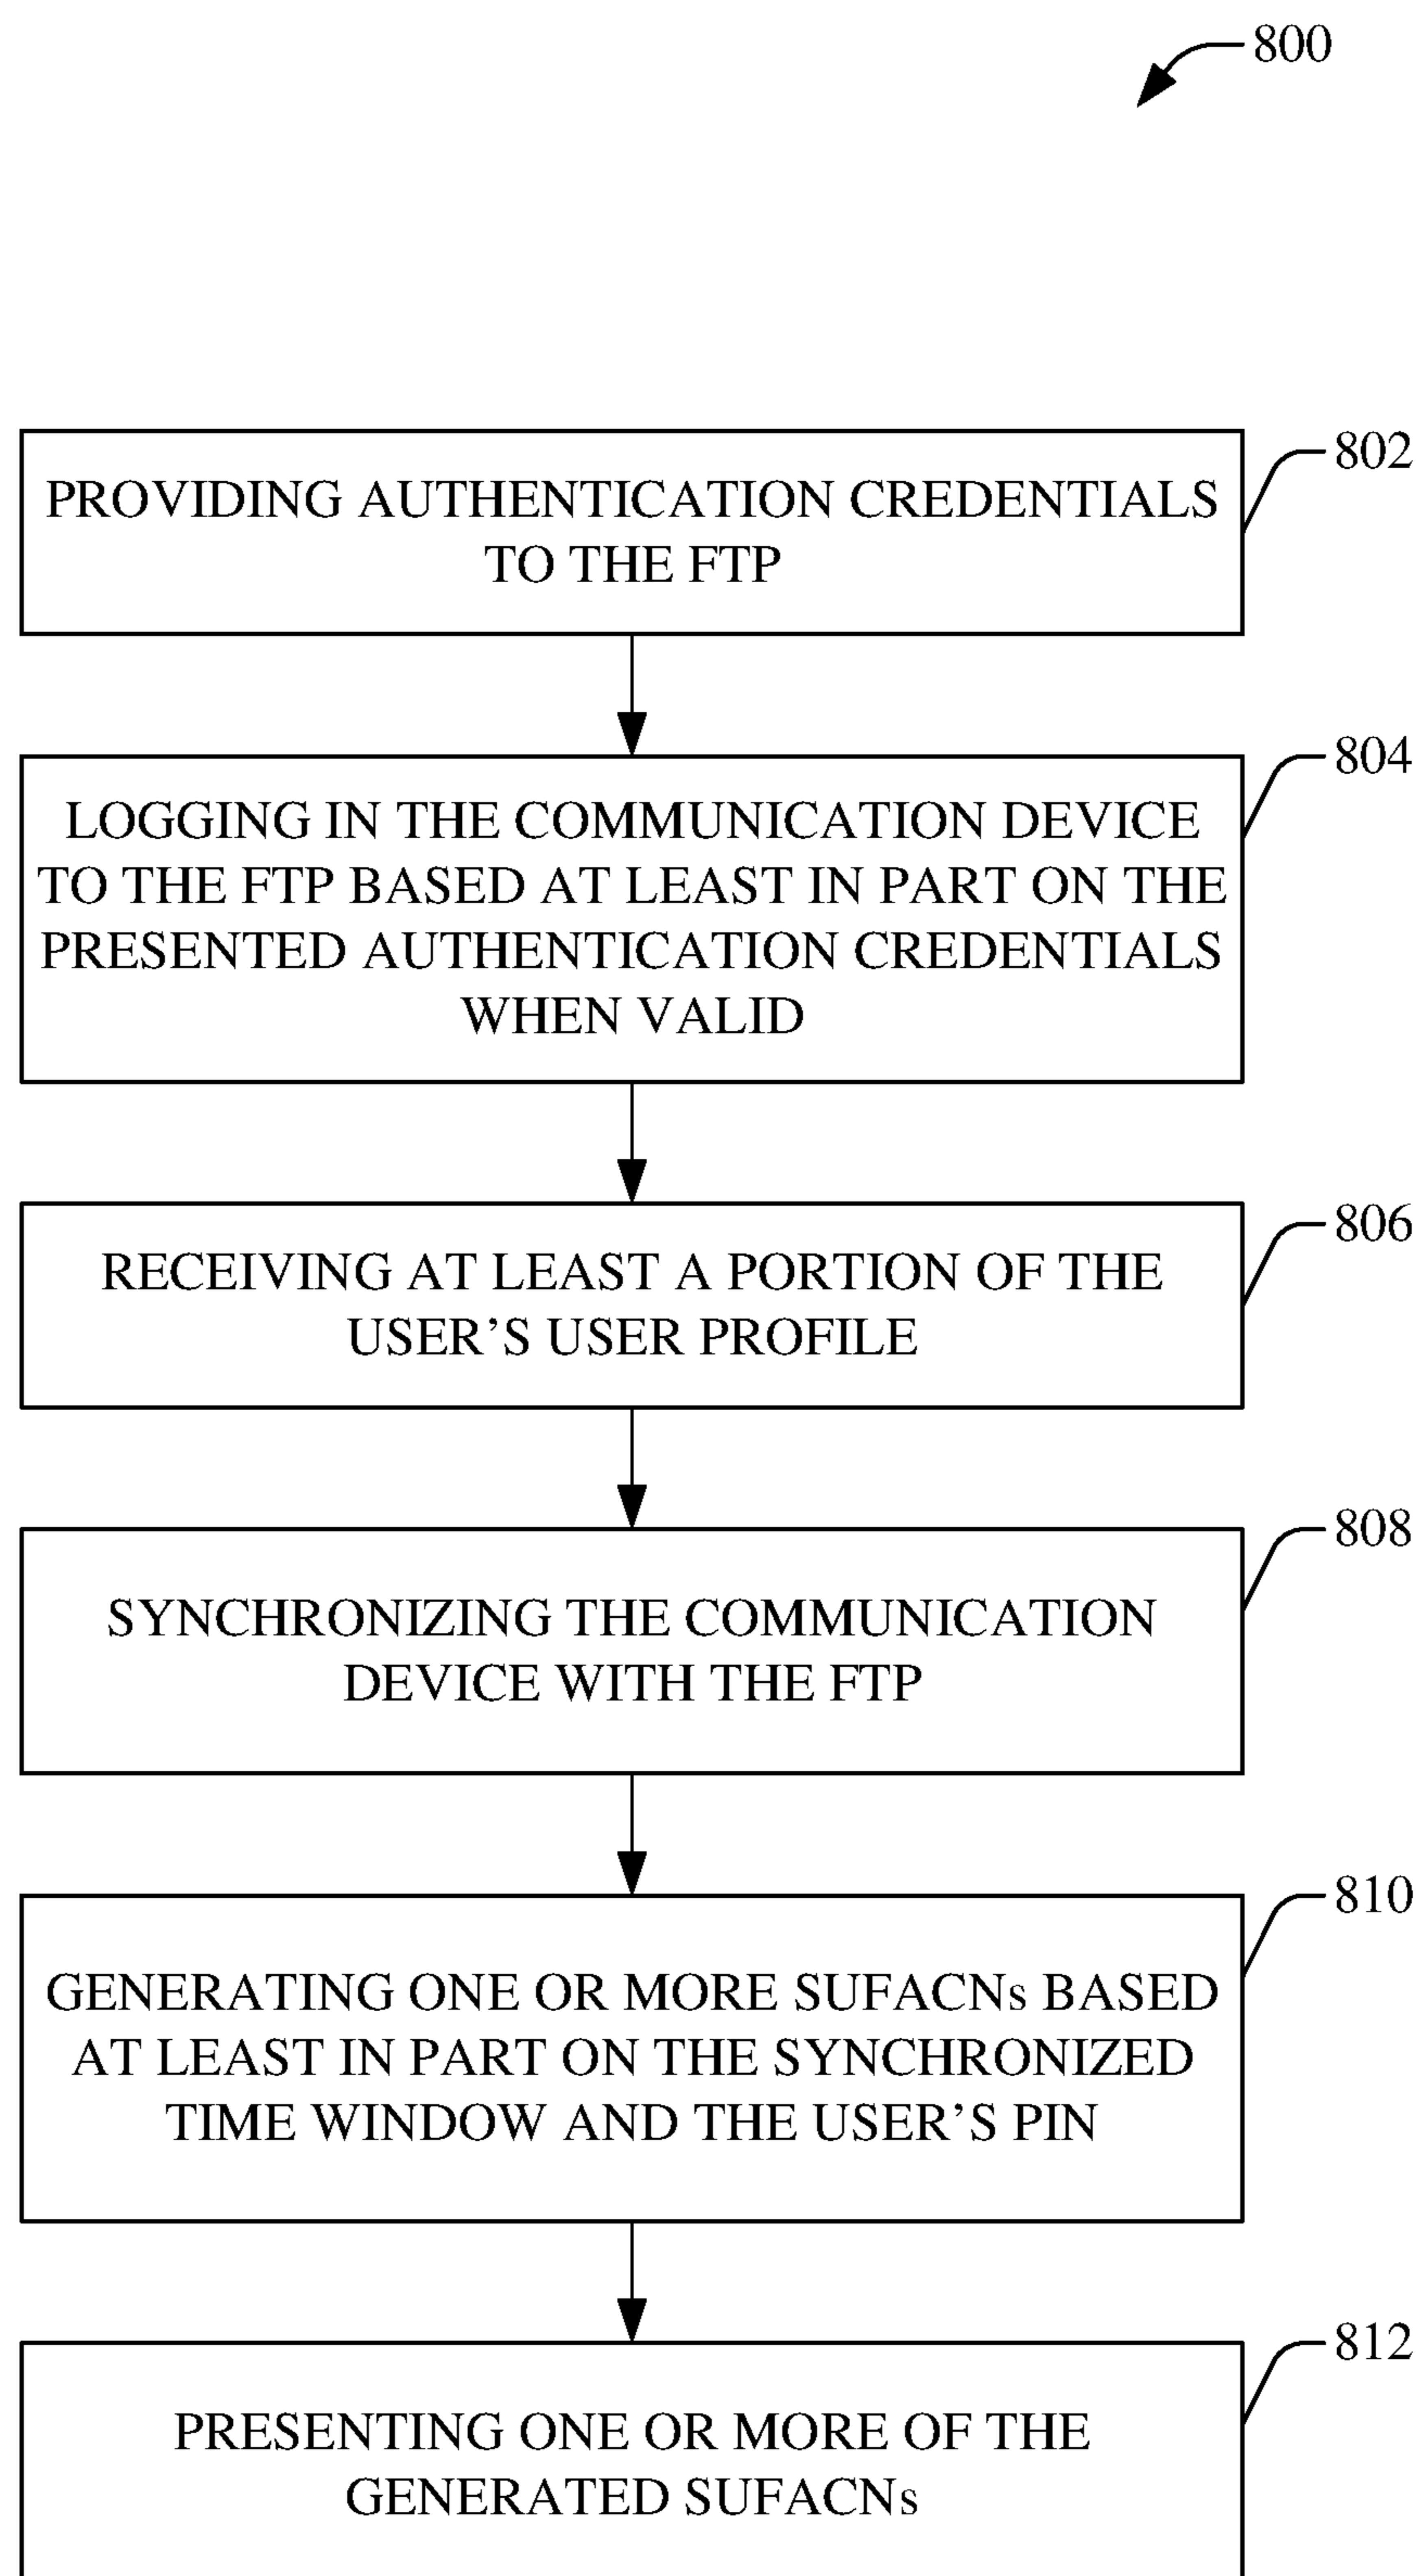 800
802
PROVIDING AUTHENTICATION CREDENTIALS
TO THE FTP
804
LOGGING IN THE COMMUNICATION DEVICE
TO THE FTP BASED AT LEAST IN PART ON THE
PRESENTED AUTHENTICATION CREDENTIALS
WHEN VALID
806
RECEIVING AT LEAST A PORTION OF THE
USER’S USER PROFILE
808
SYNCHRONIZING THE COMMUNICATION
DEVICE WITH THE FTP
810
GENERATING ONE OR MORE SUFACNs BASED
AT LEAST IN PART ON THE SYNCHRONIZED
TIME WINDOW AND THE USER’S PIN
812
PRESENTING ONE OR MORE OF THE
GENERATED SUFACNs